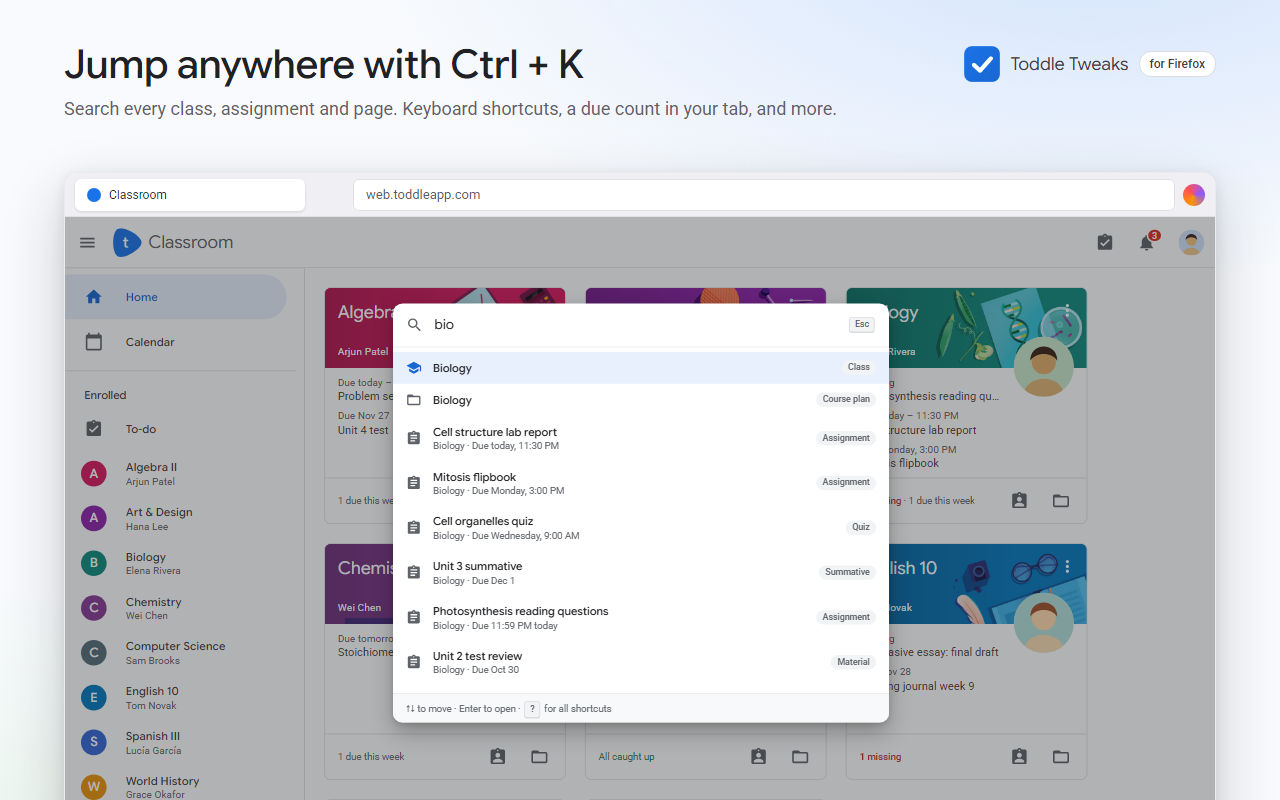 Jump anywhere with Ctrl + K
Toddle Tweaks
for Firefox
Search every class, assignment and page. Keyboard shortcuts, a due count in your tab, and more.
Classroom
web.toddleapp.com
t
Classroom
3
Home
Calendar
Enrolled
To-do
A
Algebra II
Arjun Patel
A
Art & Design
Hana Lee
B
Biology
Elena Rivera
C
Chemistry
Wei Chen
C
Computer Science
Sam Brooks
E
English 10
Tom Novak
S
Spanish III
Lucía García
W
World History
Grace Okafor
Algebra
Arjun Patel
Due today –
Problem se
Due Nov 27
Unit 4 test
1 due this we
ogy
Rivera
g
synthesis reading qu...
day – 11:30 PM
ructure lab report
onday, 3:00 PM
is flipbook
ing · 1 due this week
bio
Esc
Biology
Class
Biology
Course plan
Cell structure lab report
Biology · Due today, 11:30 PM
Assignment
Mitosis flipbook
Biology · Due Monday, 3:00 PM
Assignment
Cell organelles quiz
Biology · Due Wednesday, 9:00 AM
Quiz
Unit 3 summative
Biology · Due Dec 1
Summative
Photosynthesis reading questions
Biology · Due 11:59 PM today
Assignment
Unit 2 test review
Biology · Due Oct 30
Material
↑↓ to move · Enter to open · ? for all shortcuts
Chemis
Wei Chen
Due tomorro
Stoichiome
1 due this week
All caught up
lish 10
ovak
g
asive essay: final draft
ov 28
ng journal week 9
1 missing